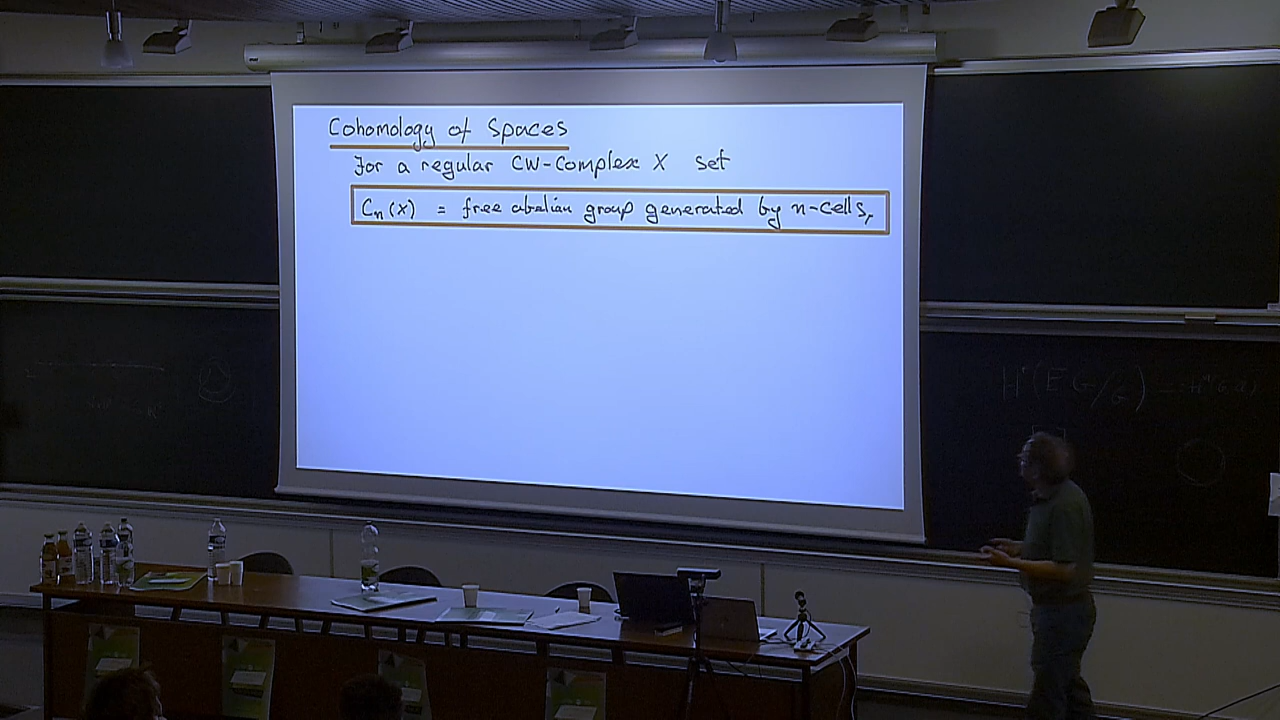 Cohomology of Spaces
For a regular CW-Complex X set
Cₙ(X) = free abelian group generated by n-cells,